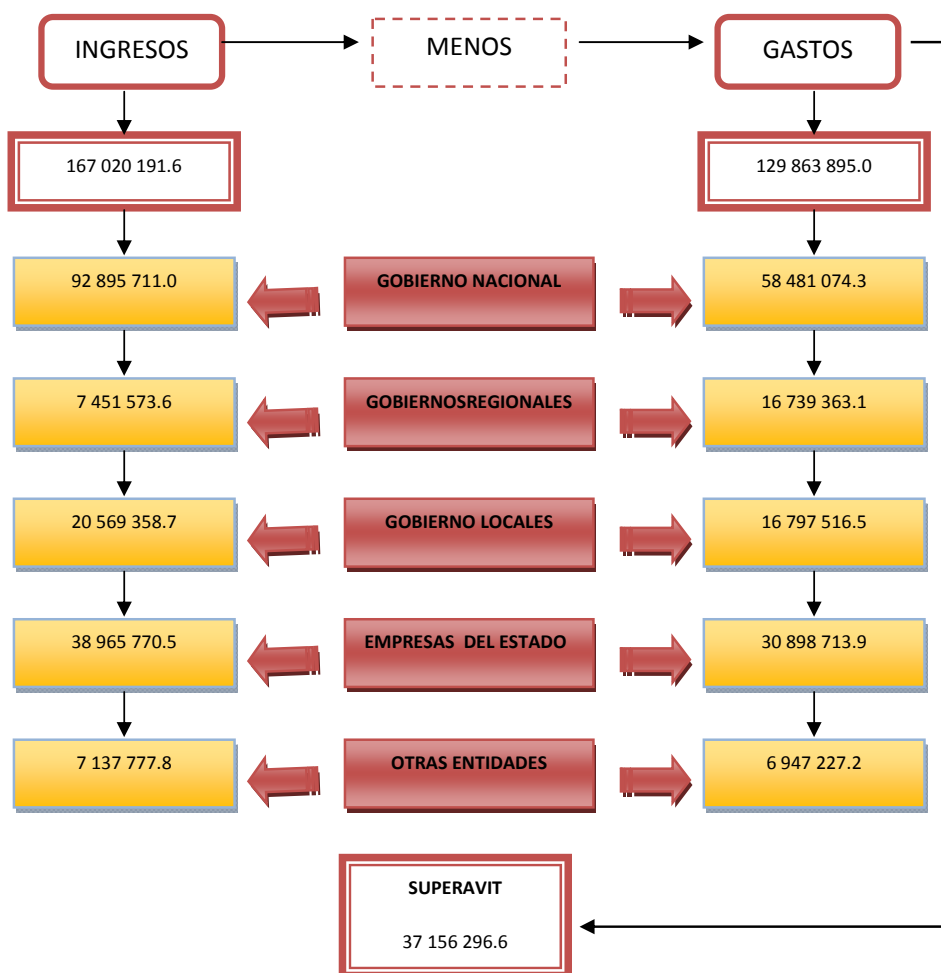 INGRESOS MENOS GASTOS
167 020 191.6 129 863 895.0
92 895 711.0 GOBIERNO NACIONAL 58 481 074.3
7 451 573.6 GOBIERNOSREGIONALES 16 739 363.1
20 569 358.7 GOBIERNO LOCALES 16 797 516.5
38 965 770.5 EMPRESAS DEL ESTADO 30 898 713.9
7 137 777.8 OTRAS ENTIDADES 6 947 227.2
SUPERAVIT
37 156 296.6